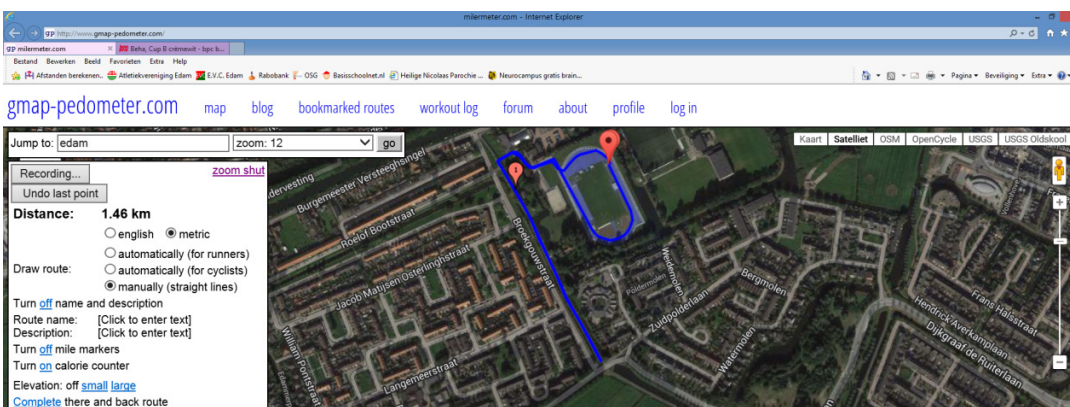 milermeter.com - Internet Explorer
gp http://www.gmap-pedometer.com/
gp milermeter.com
Beha, Cup B crèmewit - bpc b...
Bestand Bewerken Beeld Favorieten Extra Help
Afstanden berekenen.. Atletiekvereniging Edam E.V.C. Edam Rabobank OSG Basisschoolnet.nl Heilige Nicolaas Parochie ... Neurocampus gratis brain... Pagina Beveiliging Extra
gmap-pedometer.com map blog bookmarked routes workout log forum about profile log in
Jump to: edam zoom: 12 go
Kaart Satelliet OSM OpenCycle USGS USGS Oldskool
Recording... zoom shut
Undo last point
Distance: 1.46 km
english metric
Draw route: automatically (for runners)
automatically (for cyclists)
manually (straight lines)
Turn off name and description
Route name: [Click to enter text]
Description: [Click to enter text]
Turn off mile markers
Turn on calorie counter
Elevation: off small large
Complete there and back route
dervesting
Burgemeester Versteeghsingel
Roelof Bootstraat
Jacob Matijsen Osterlinghstraat
William Pontstraat
Langemeerstraat
Broekgouwstraat
1
Poldermolen
Weidemolen
Zuidpolderlaan
Bergmolen
Watermolen
Frans Halsstraat
Hendrick Averkamplaan
Dijkgraaf de Ruiterlaan